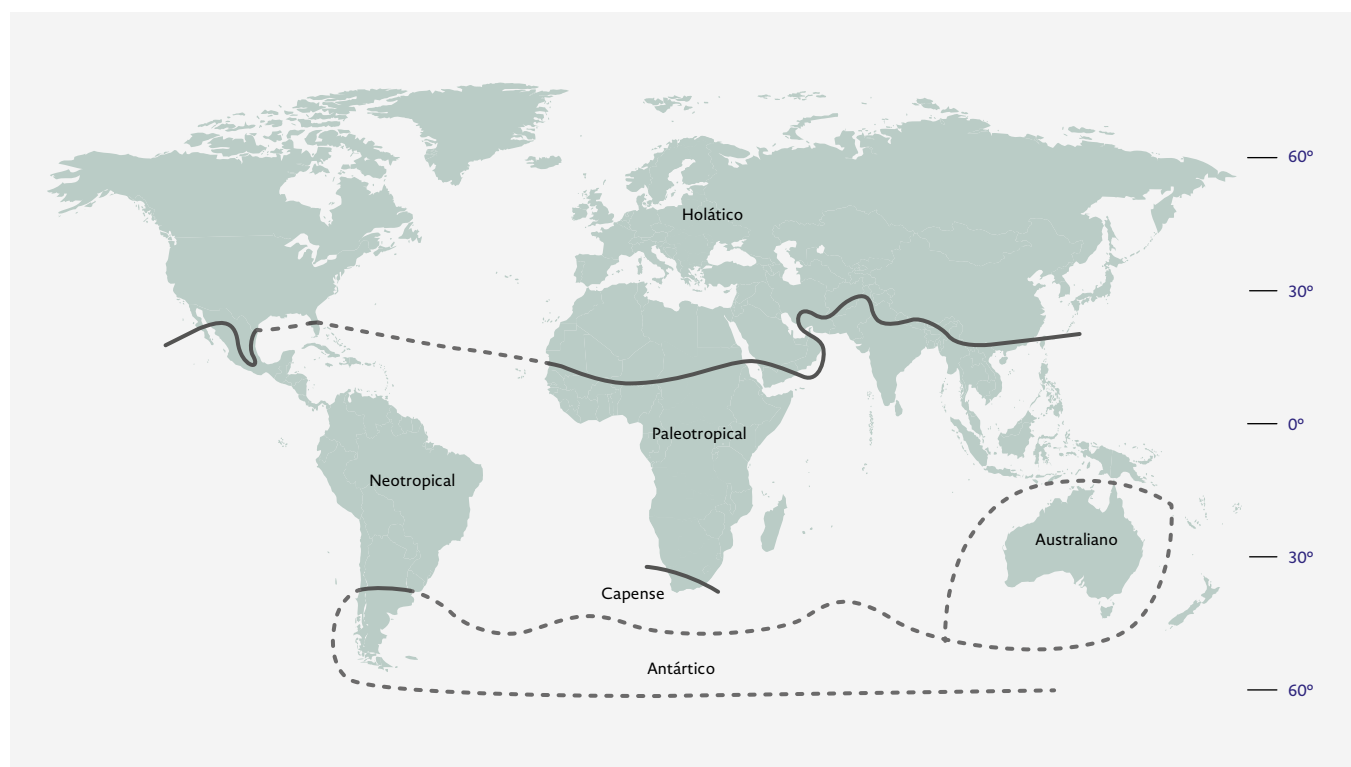 60º
Holático
30º
0º
Paleotropical
Neotropical
Australiano
30º
Capense
Antártico
60º